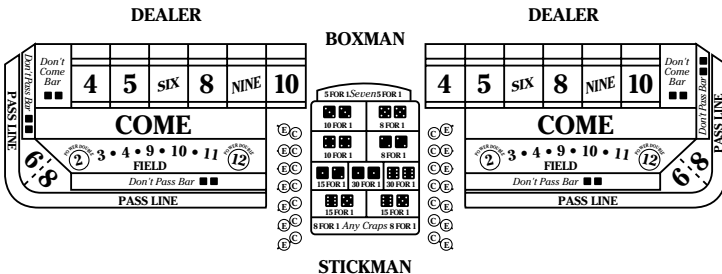 DEALER
DEALER
BOXMAN
Don't Come Bar
4 5 SIX 8 NINE 10
COME
3 • 4 • 9 • 10 • 11
2
12
FIELD
Don't Pass Bar
PASS LINE
PASS LINE
Don't Pass Bar
6 8
5 FOR 1 Seven 5 FOR 1
10 FOR 1 8 FOR 1
10 FOR 1 8 FOR 1
15 FOR 1 30 FOR 1 30 FOR 1
15 FOR 1 15 FOR 1
8 FOR 1 Any Craps 8 FOR 1
E C
E C
E C
E C
E C
E C
E C
C E
C E
C E
C E
C E
C E
C E
4 5 SIX 8 NINE 10
Don't Come Bar
COME
3 • 4 • 9 • 10 • 11
2
12
FIELD
Don't Pass Bar
PASS LINE
PASS LINE
Don't Pass Bar
6 8
STICKMAN